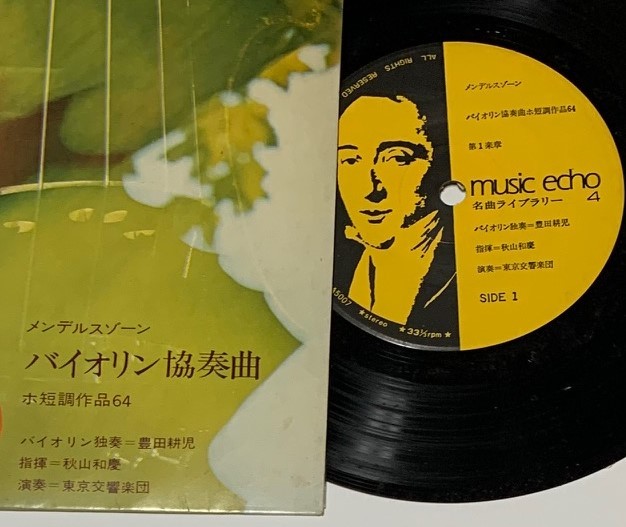 メンデルスゾーン
バイオリン協奏曲
ホ短調作品64
バイオリン独奏=豊田耕児
指揮=秋山和慶
演奏=東京交響楽団
ALL RIGHTS RESERVED
メンデルスゾーン
バイオリン協奏曲ホ短調作品64
第1楽章
music echo
名曲ライブラリー 4
バイオリン独奏=豊田耕児
指揮=秋山和慶
演奏=東京交響楽団
SIDE 1
5007 ★stereo ★33⅓rpm★